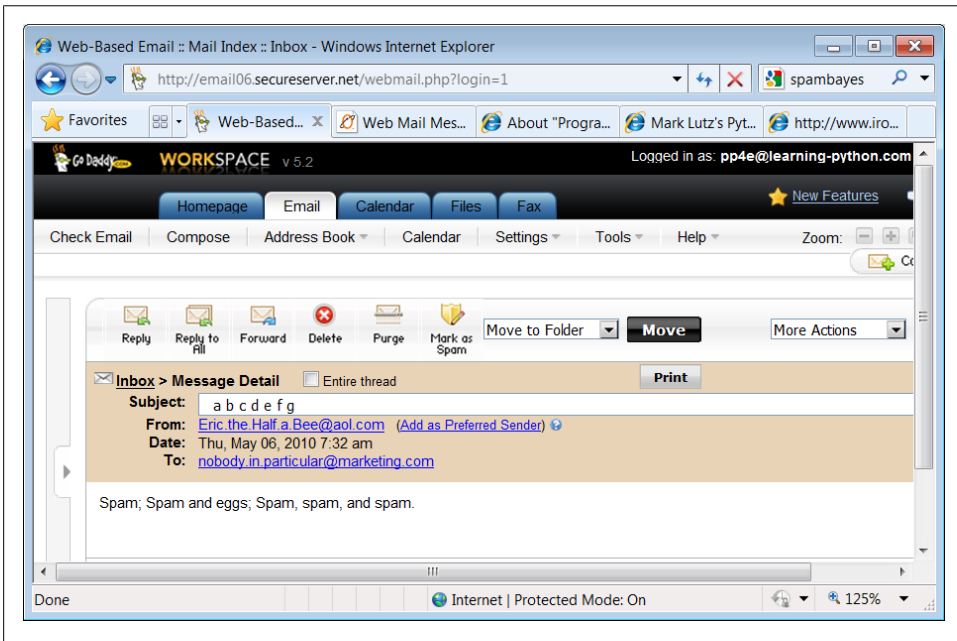 Web-Based Email :: Mail Index :: Inbox - Windows Internet Explorer
http://email06.secureserver.net/webmail.php?login=1
spambayes
Favorites Web-Based... X Web Mail Mes... About "Progra... Mark Lutz's Pyt... http://www.iro...
Go Daddy.com WORKSPACE v 5.2 Logged in as: pp4e@learning-python.com
Homepage Email Calendar Files Fax New Features
Check Email Compose Address Book Calendar Settings Tools Help Zoom:
Reply Reply to All Forward Delete Purge Mark as Spam Move to Folder Move More Actions
Inbox > Message Detail Entire thread Print
Subject: a b c d e f g
From: Eric.the.Half.a.Bee@aol.com (Add as Preferred Sender)
Date: Thu, May 06, 2010 7:32 am
To: nobody.in.particular@marketing.com
Spam; Spam and eggs; Spam, spam, and spam.
Done Internet | Protected Mode: On 125%